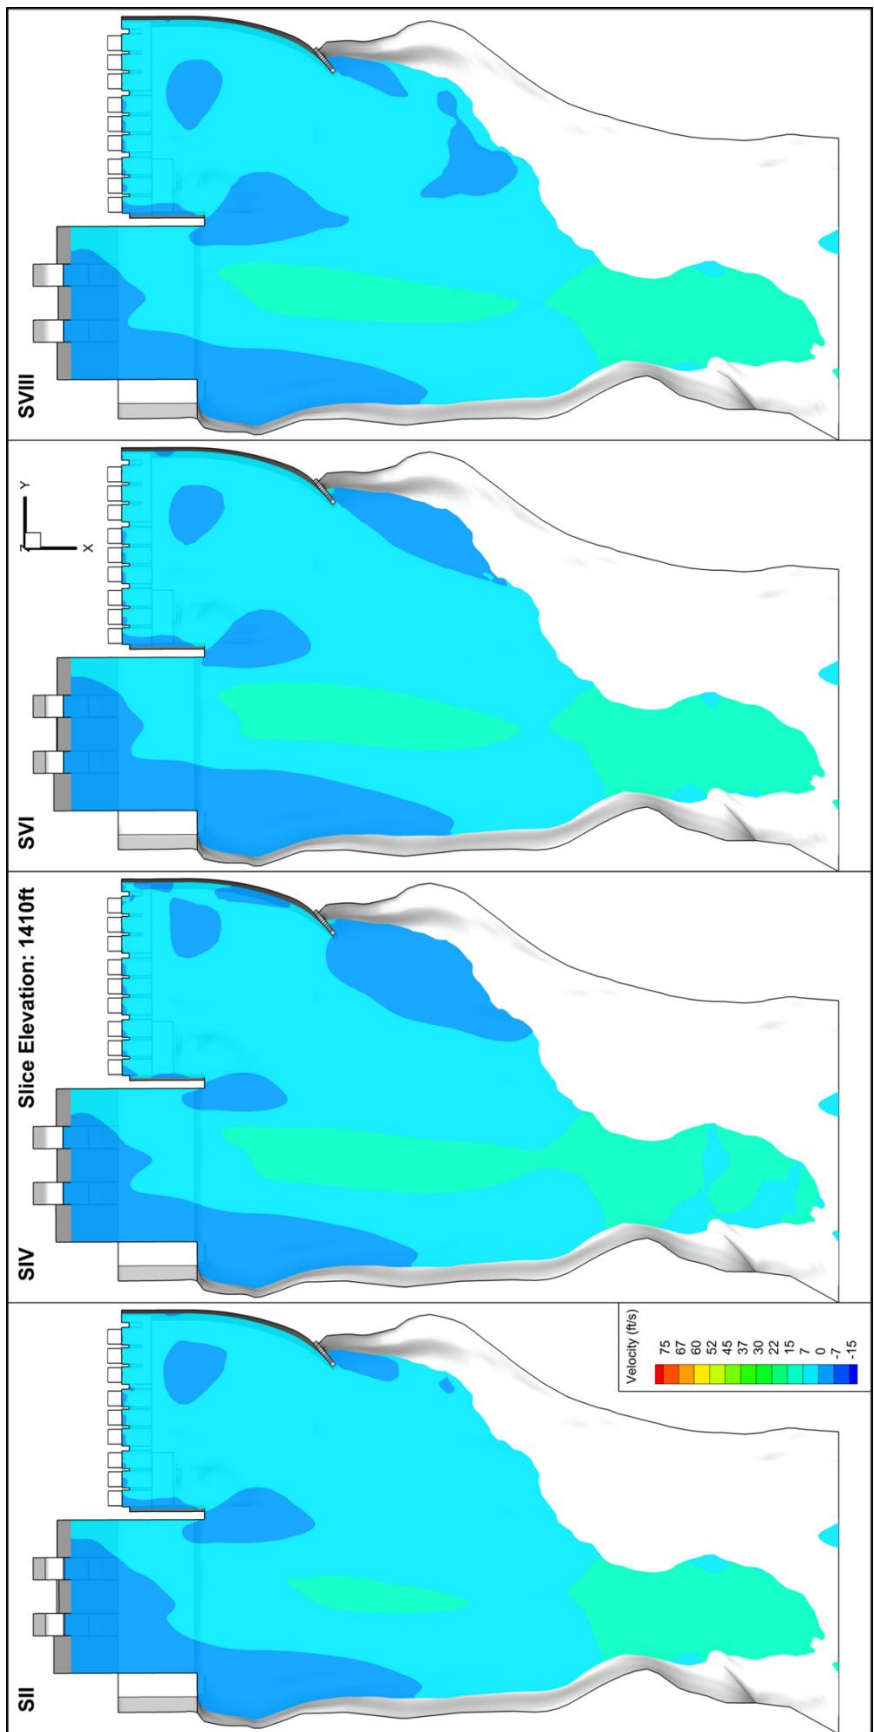 SVIII
Z
Y
X
SVI
Slice Elevation: 1410ft
SIV
SII
Velocity (ft/s)
75
67
60
52
45
37
30
22
15
7
0
-7
-15